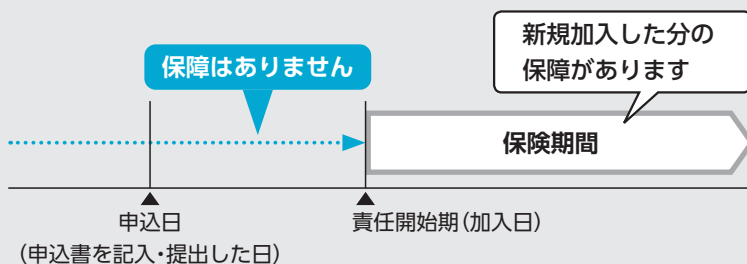 新規加入した分の
保障があります
保障はありません
保険期間
申込日
(申込書を記入・提出した日)
責任開始期(加入日)